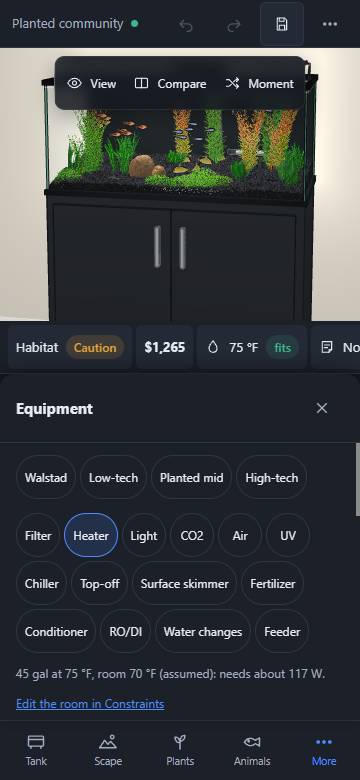 Planted community
View Compare Moment
Habitat Caution $1,265 75 °F fits No
Equipment
Walstad Low-tech Planted mid High-tech
Filter Heater Light CO2 Air UV
Chiller Top-off Surface skimmer Fertilizer
Conditioner RO/DI Water changes Feeder
45 gal at 75 °F, room 70 °F (assumed): needs about 117 W.
Edit the room in Constraints
Tank Scape Plants Animals More